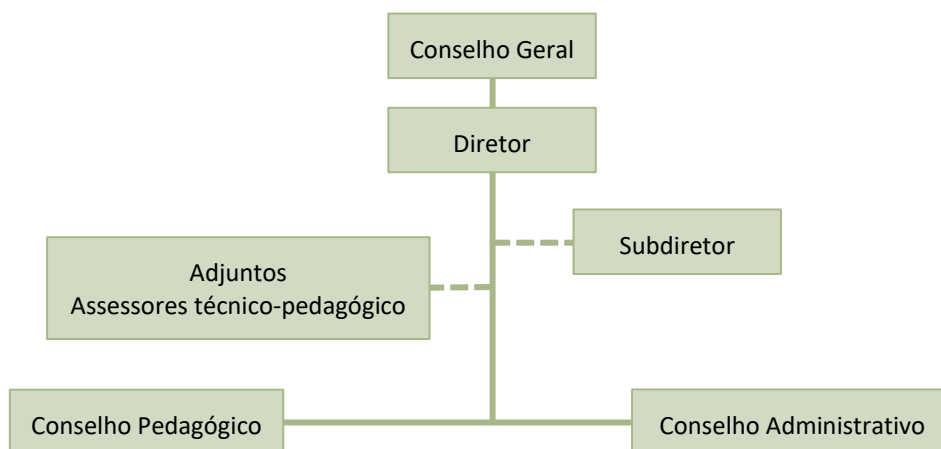 Conselho Geral
Diretor
Subdiretor
Adjuntos
Assessores técnico-pedagógico
Conselho Pedagógico
Conselho Administrativo